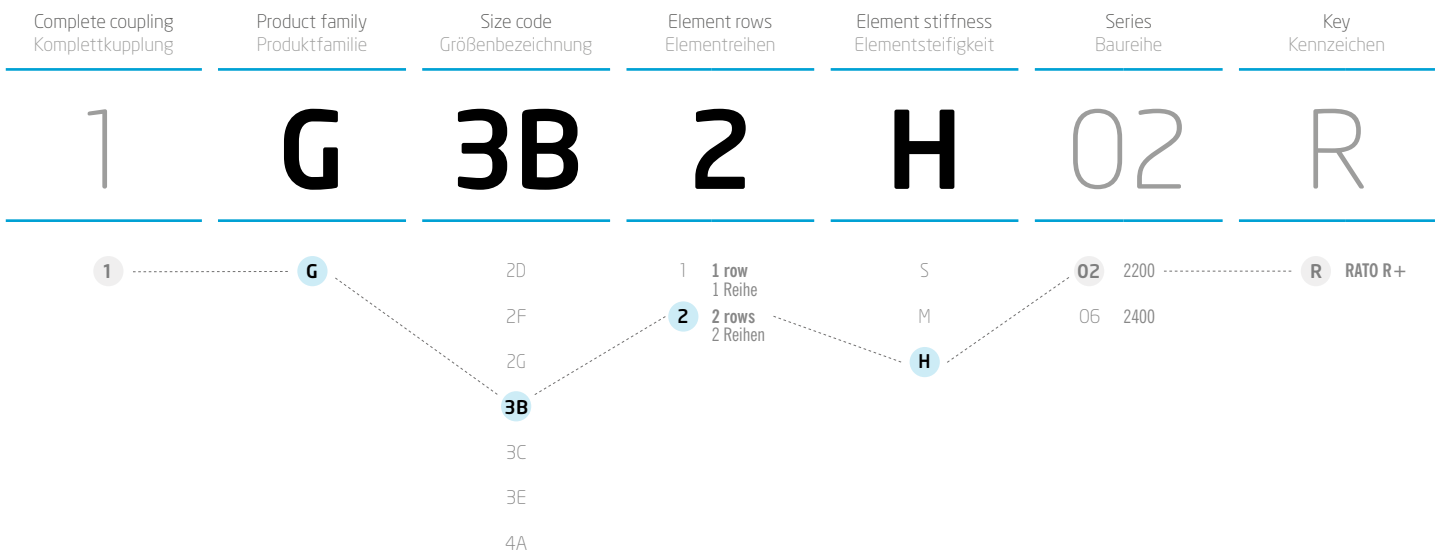 Complete coupling
Komplettkupplung
Product family
Produktfamilie
Size code
Größenbezeichnung
Element rows
Elementreihen
Element stiffness
Elementsteifigkeit
Series
Baureihe
Key
Kennzeichen
1 G 3B 2 H 02 R
1 G 2D 1 1 row S 02 2200 R RATO R+
1 Reihe
2F 2 2 rows M 06 2400
2 Reihen
2G H
3B
3C
3E
4A